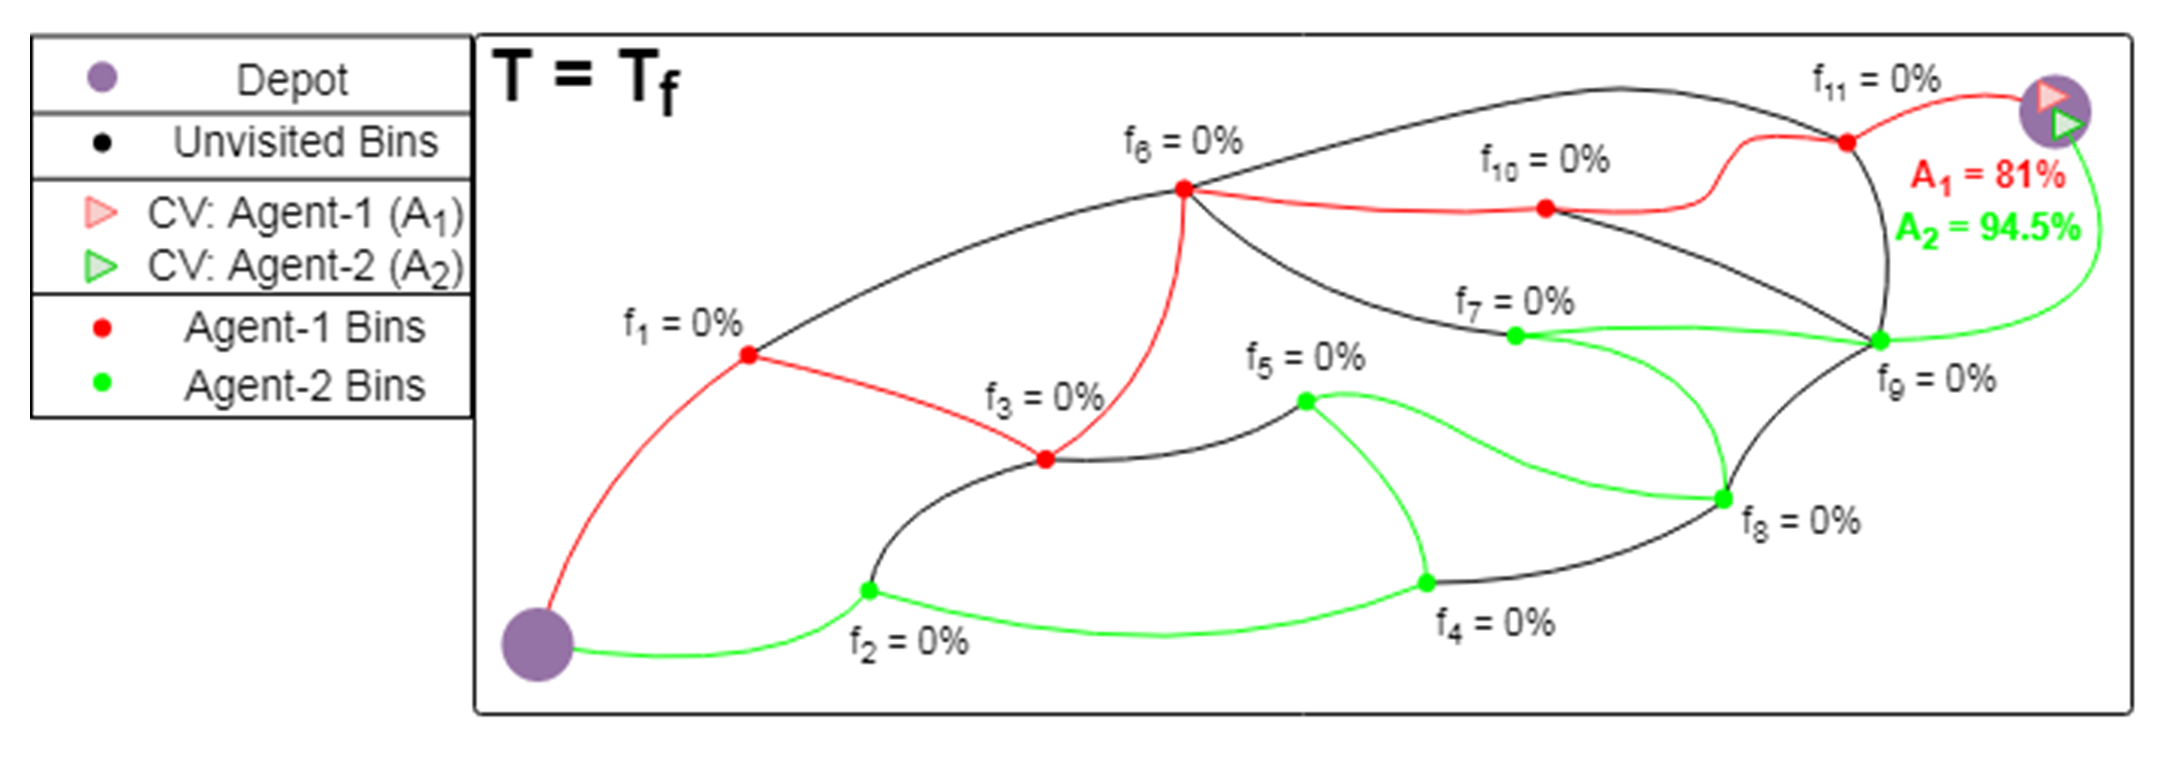 Depot
Unvisited Bins
CV: Agent-1 (A₁)
CV: Agent-2 (A₂)
Agent-1 Bins
Agent-2 Bins
T = T_f
f₁₁ = 0%
f₆ = 0%
f₁₀ = 0%
A₁ = 81%
A₂ = 94.5%
f₇ = 0%
f₁ = 0%
f₅ = 0%
f₉ = 0%
f₃ = 0%
f₈ = 0%
f₄ = 0%
f₂ = 0%